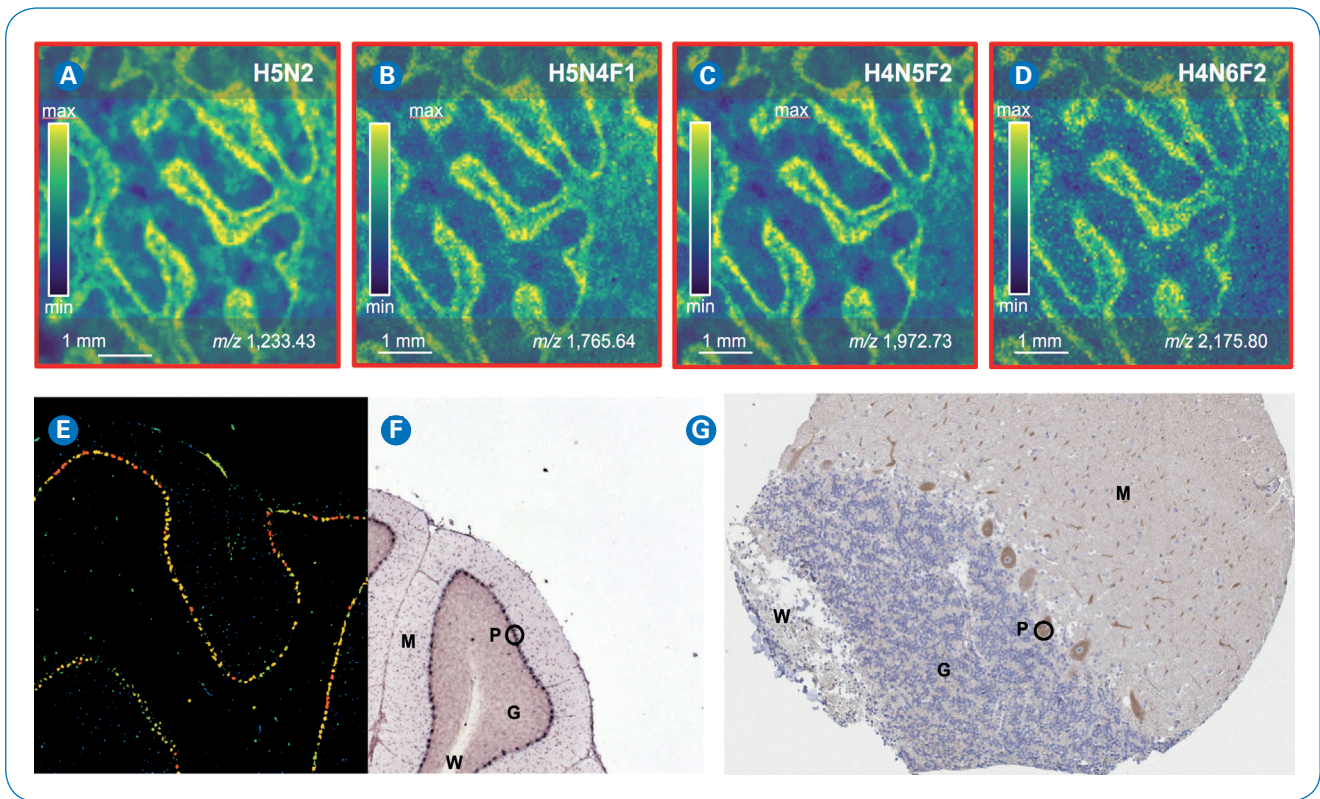 A
H5N2
max
min
1 mm
m/z 1,233.43
B
H5N4F1
max
min
1 mm
m/z 1,765.64
C
H4N5F2
max
min
1 mm
m/z 1,972.73
D
H4N6F2
max
min
1 mm
m/z 2,175.80
E
F
M
P
G
W
G
M
W
P
G